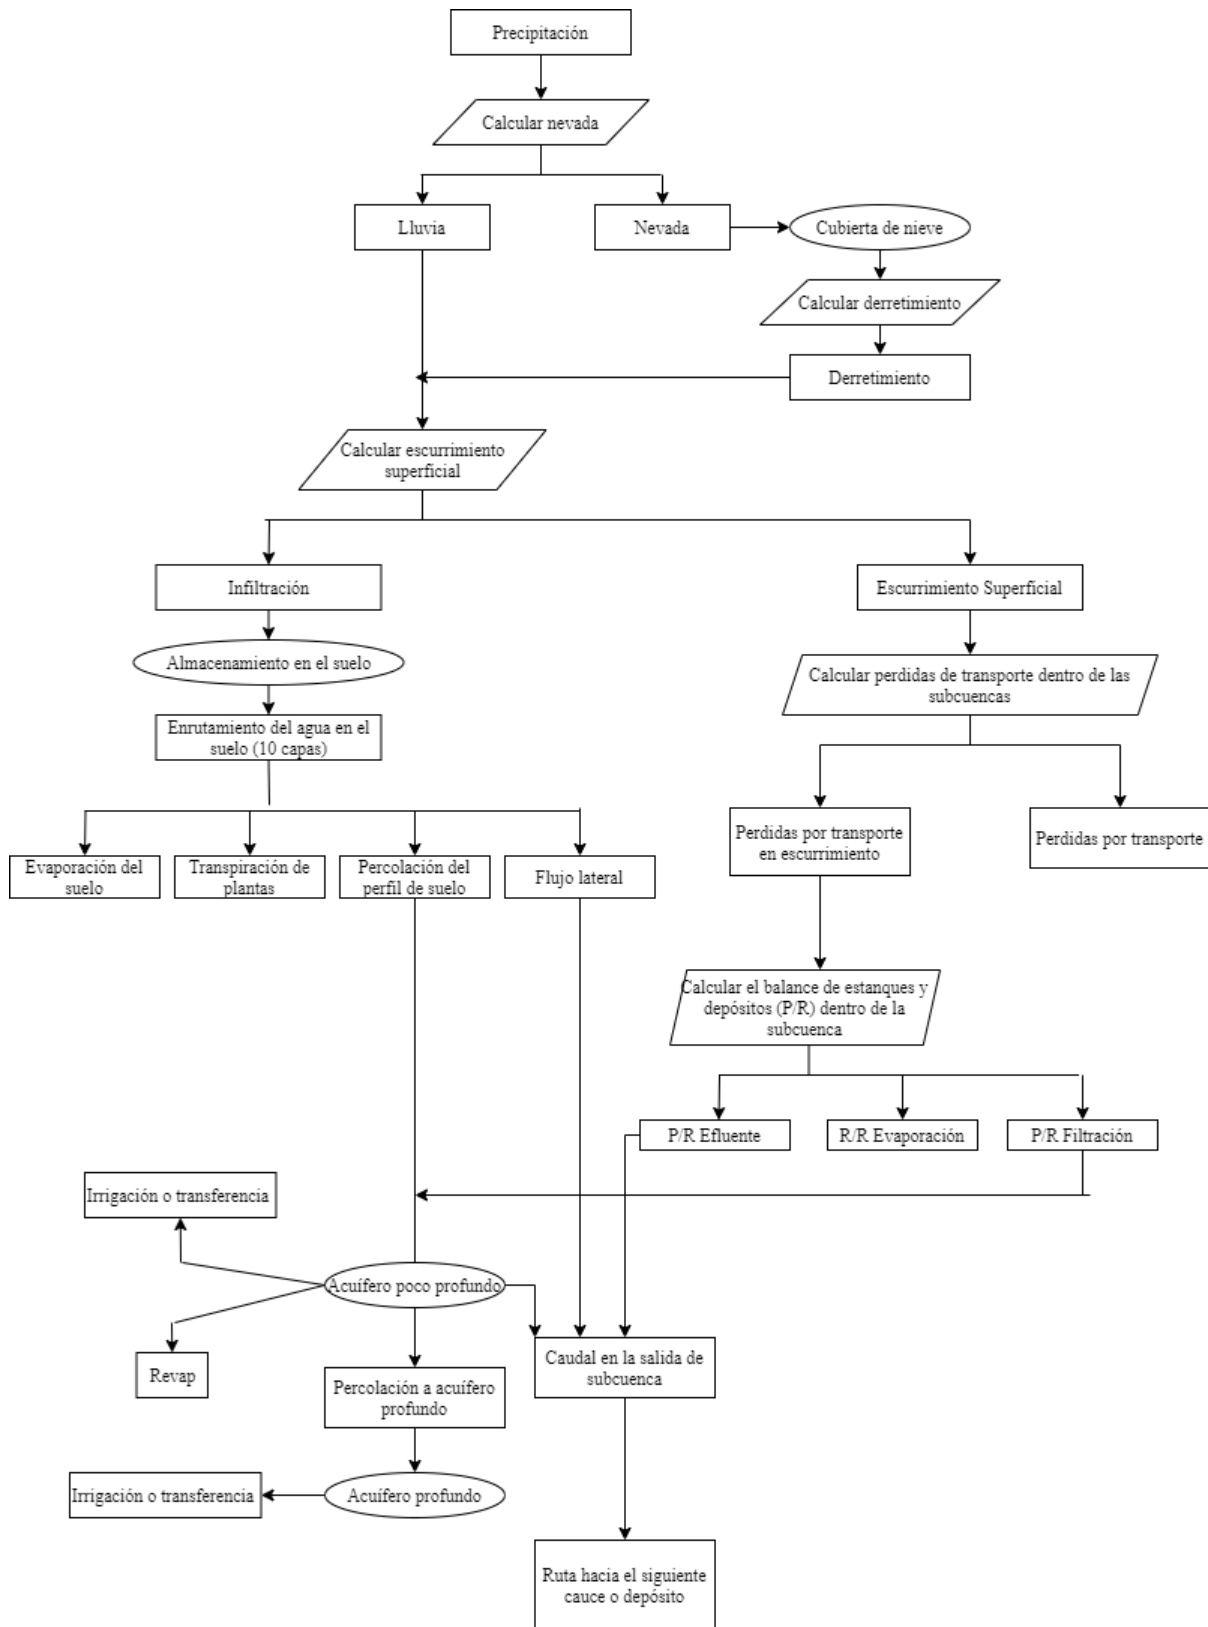 Precipitación
Calcular nevada
Lluvia
Nevada
Cubierta de nieve
Calcular derretimiento
Derretimiento
Calcular escurrimiento
superficial
Infiltración
Escurrimiento Superficial
Almacenamiento en el suelo
Calcular perdidas de transporte dentro de las
subcuencas
Enrutamiento del agua en el
suelo (10 capas)
Perdidas por transporte
en escurrimiento
Perdidas por transporte
Evaporación del
suelo
Transpiración de
plantas
Percolación del
perfil de suelo
Flujo lateral
Calcular el balance de estanques y
depósitos (P/R) dentro de la
subcuenca
P/R Efluente
R/R Evaporación
P/R Filtración
Irrigación o transferencia
Acuífero poco profundo
Revap
Percolación a acuífero
profundo
Caudal en la salida de
subcuenca
Irrigación o transferencia
Acuífero profundo
Ruta hacia el siguiente
cauce o depósito